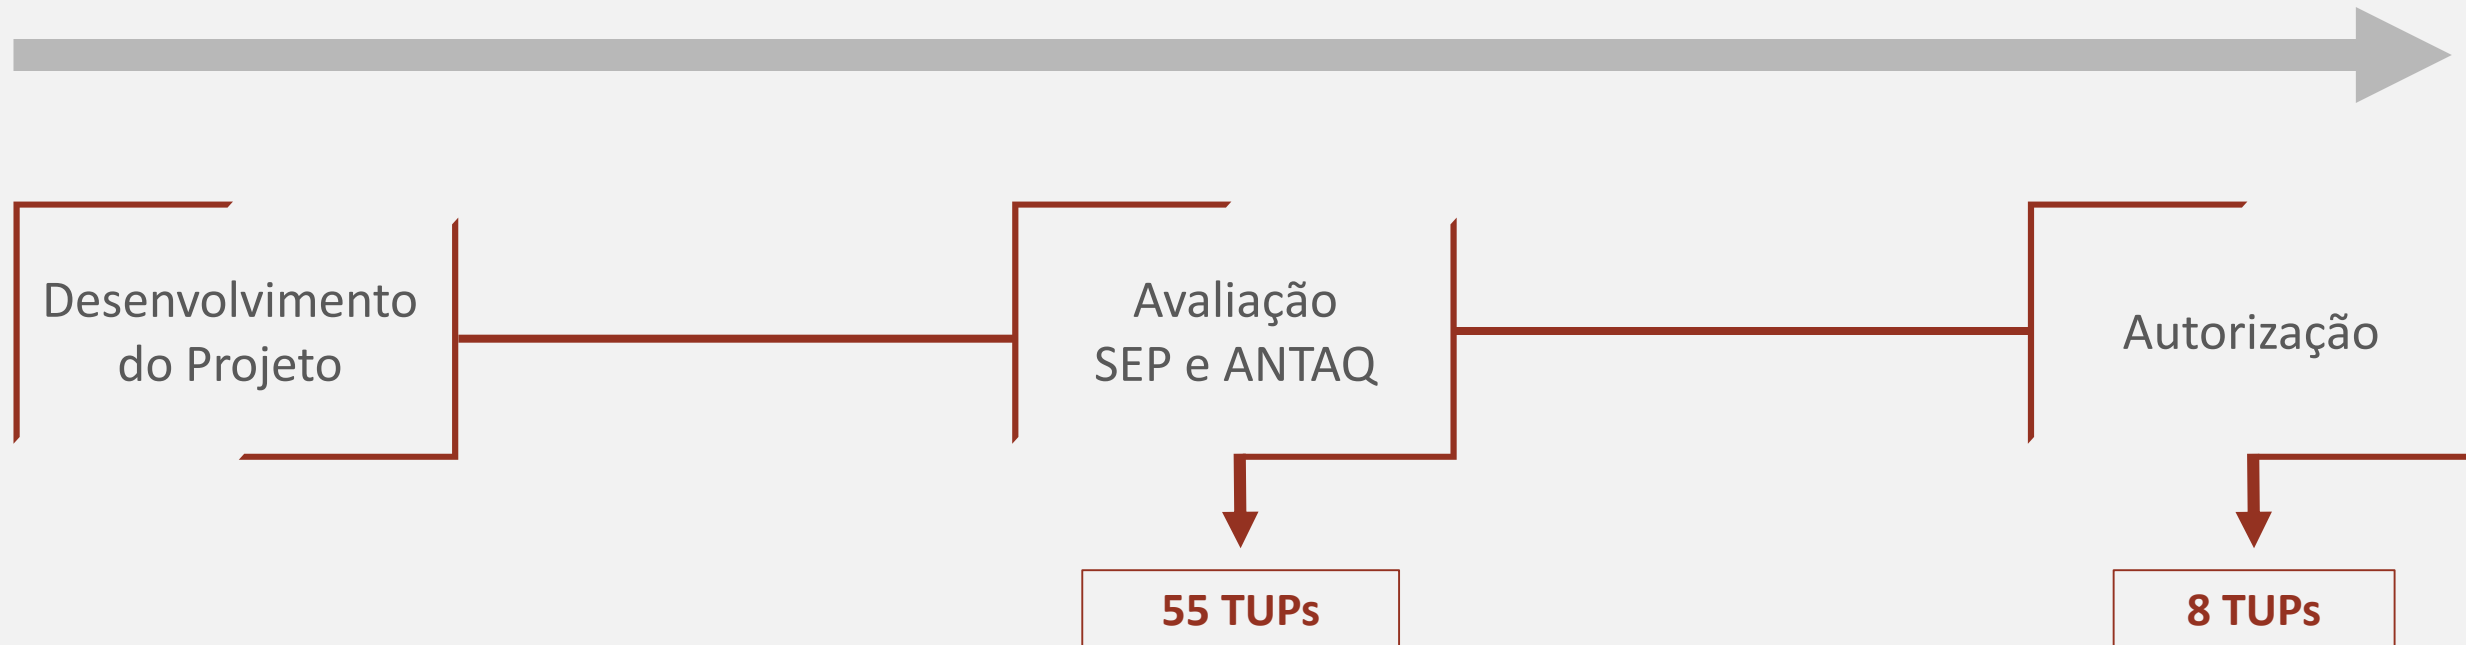 Desenvolvimento
do Projeto
Avaliação
SEP e ANTAQ
Autorização
55 TUPs
8 TUPs